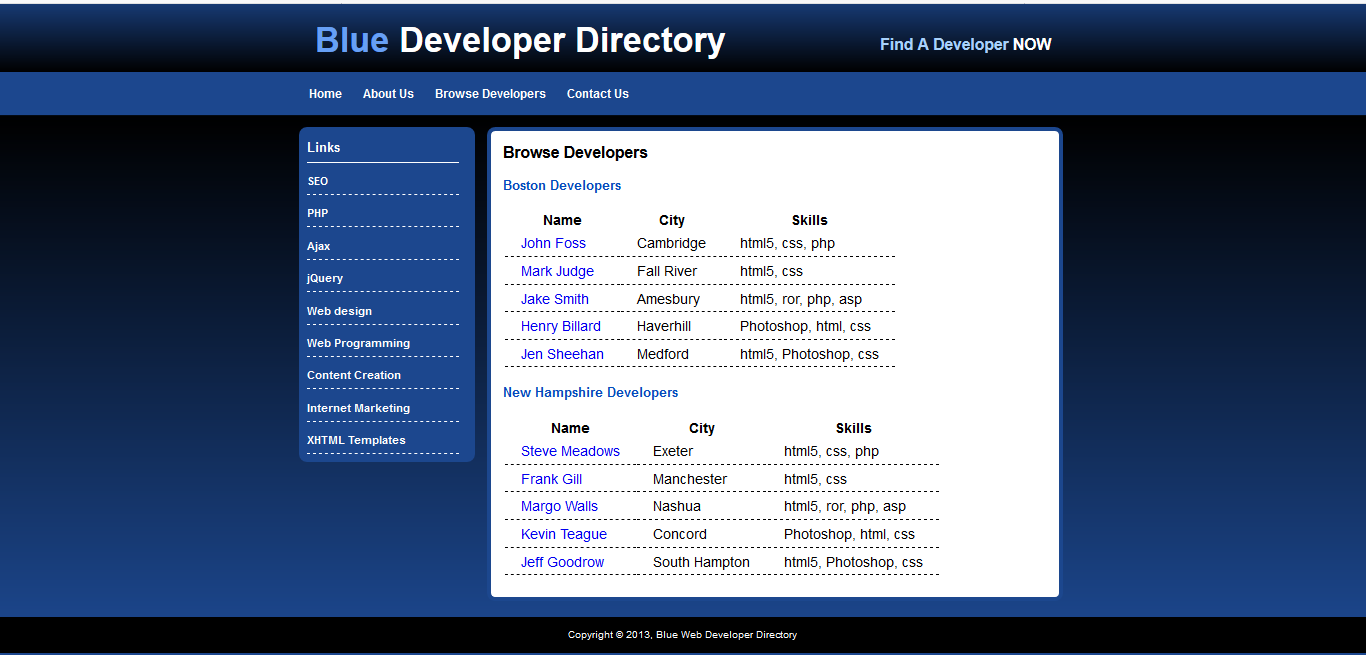 Blue Developer Directory
Find A Developer NOW
Home About Us Browse Developers Contact Us
Links
SEO
PHP
Ajax
jQuery
Web design
Web Programming
Content Creation
Internet Marketing
XHTML Templates
Browse Developers
Boston Developers
Name City Skills
John Foss Cambridge html5, css, php
Mark Judge Fall River html5, css
Jake Smith Amesbury html5, ror, php, asp
Henry Billard Haverhill Photoshop, html, css
Jen Sheehan Medford html5, Photoshop, css
New Hampshire Developers
Name City Skills
Steve Meadows Exeter html5, css, php
Frank Gill Manchester html5, css
Margo Walls Nashua html5, ror, php, asp
Kevin Teague Concord Photoshop, html, css
Jeff Goodrow South Hampton html5, Photoshop, css
Copyright © 2013, Blue Web Developer Directory